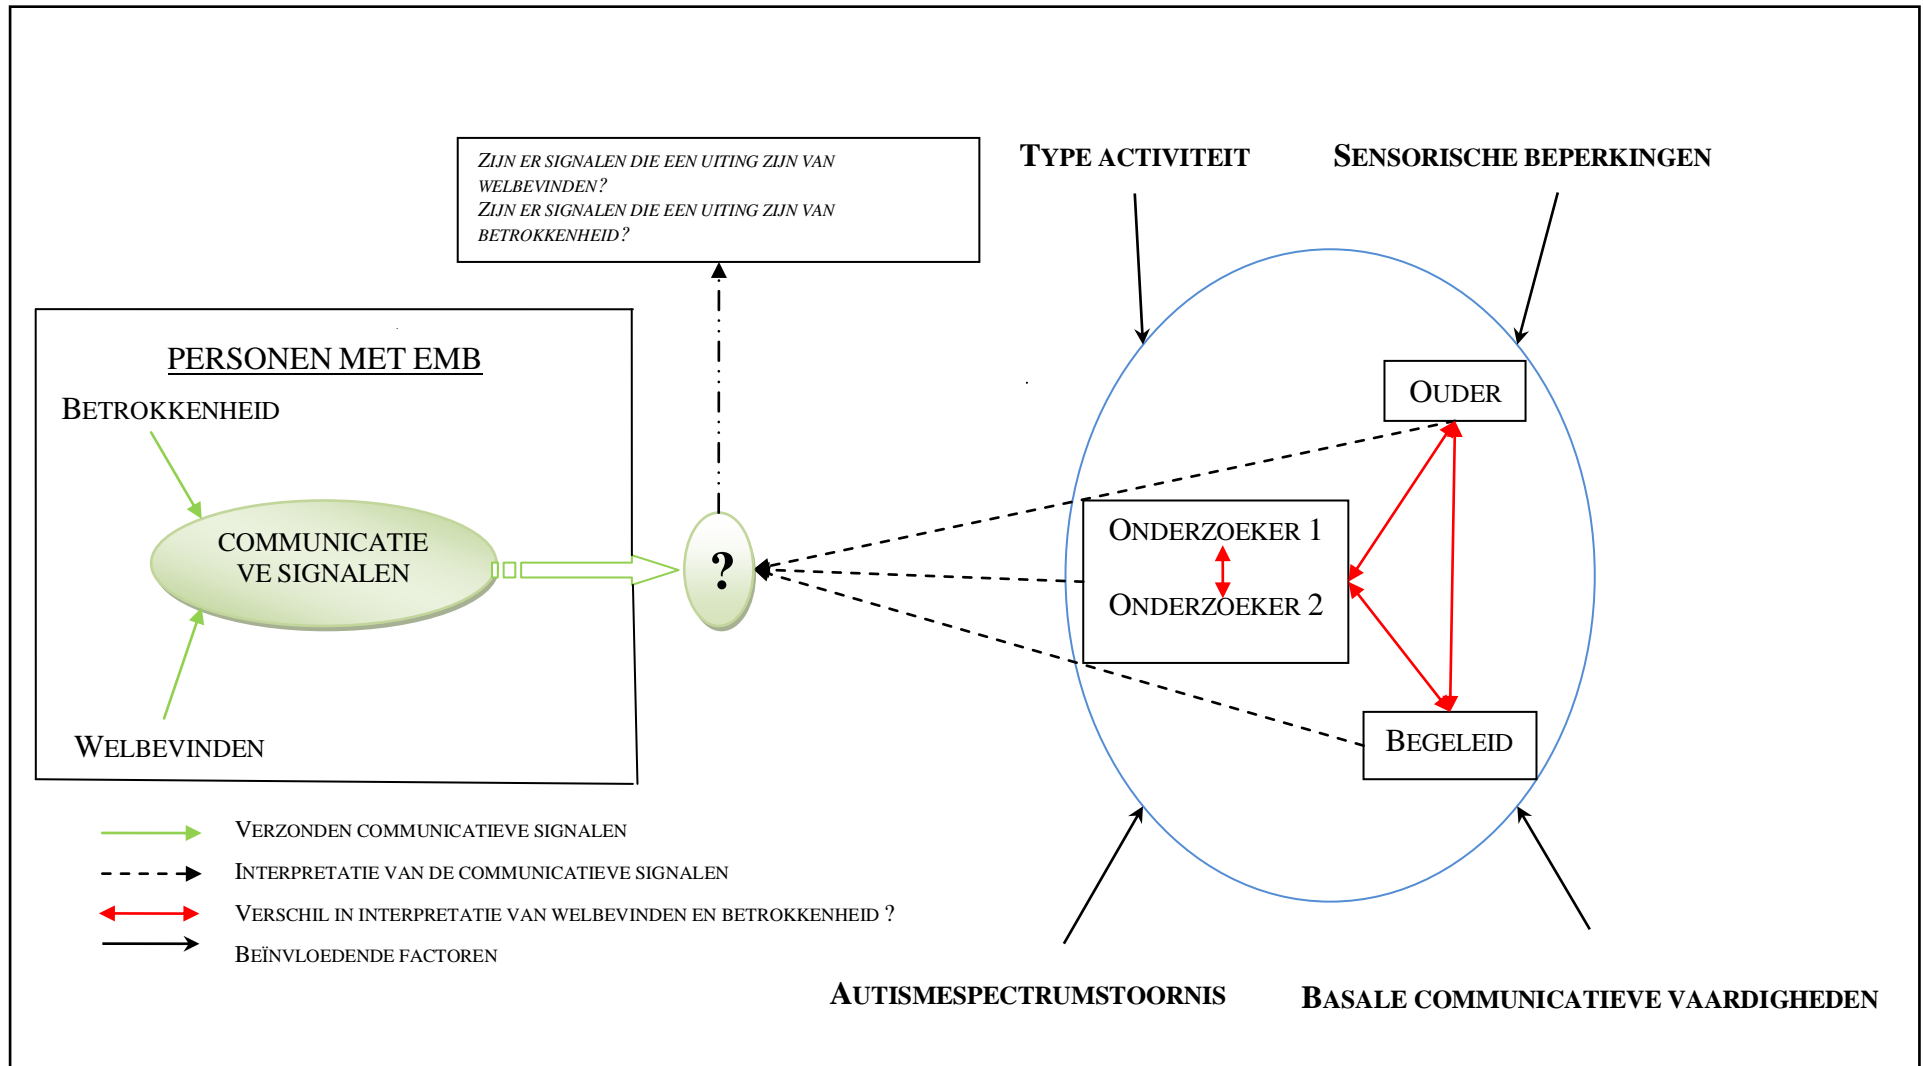 ZIJN ER SIGNALEN DIE EEN UITING ZIJN VAN
WELBEVINDEN?
ZIJN ER SIGNALEN DIE EEN UITING ZIJN VAN
BETROKKENHEID?
TYPE ACTIVITEIT
SENSORISCHE BEPERKINGEN
PERSONEN MET EMB
BETROKKENHEID
COMMUNICATIE
VE SIGNALEN
WELBEVINDEN
?
OUDER
ONDERZOEKER 1
ONDERZOEKER 2
BEGELEID
VERZONDEN COMMUNICATIEVE SIGNALEN
INTERPRETATIE VAN DE COMMUNICATIEVE SIGNALEN
VERSCHIL IN INTERPRETATIE VAN WELBEVINDEN EN BETROKKENHEID ?
BEÏNVLOEDENDE FACTOREN
AUTISMESPECTRUMSTOORNIS
BASALE COMMUNICATIEVE VAARDIGHEDEN